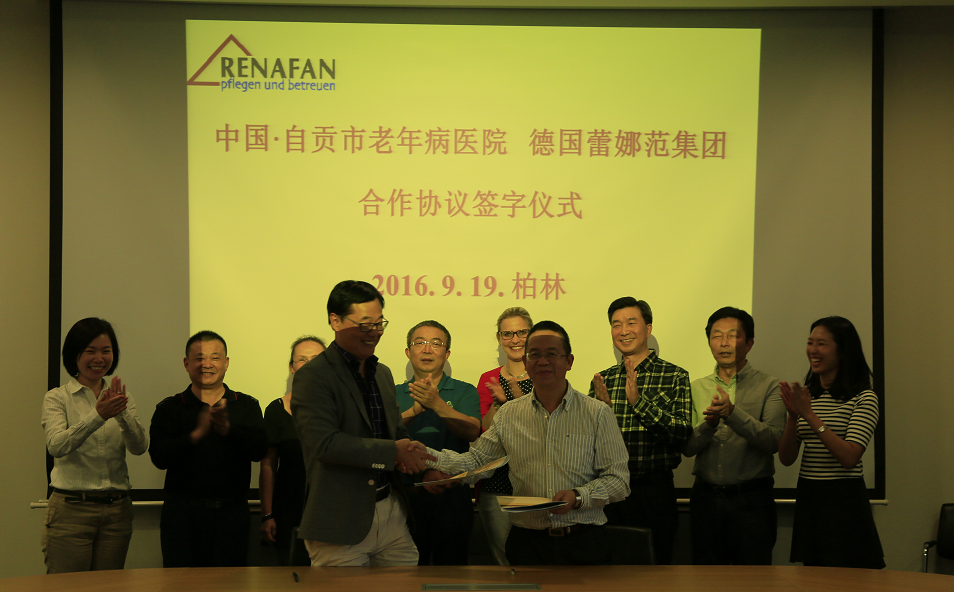 RENAFAN
pflegen und betreuen
中国·自贡市老年病医院 德国蕾娜范集团
合作协议签字仪式
2016. 9. 19. 柏林